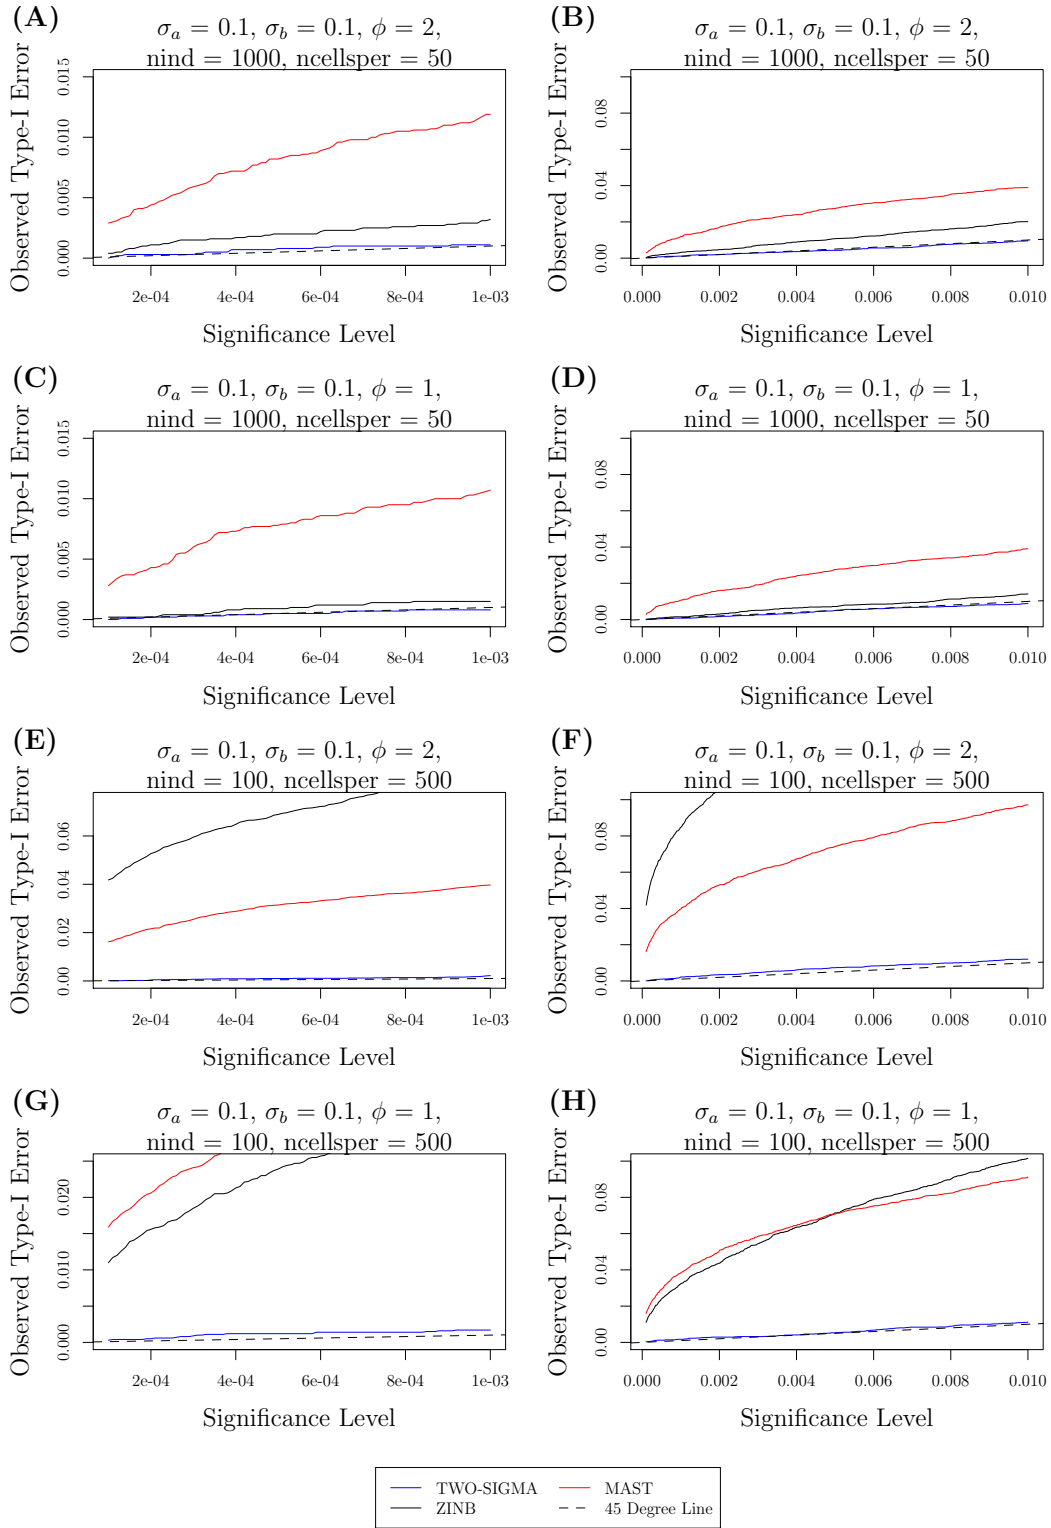 (A)
σa = 0.1, σb = 0.1, ϕ = 2,
nind = 1000, ncellsper = 50
Observed Type-I Error
0.000 0.005 0.010 0.015
2e-04 4e-04 6e-04 8e-04 1e-03
Significance Level
(B)
σa = 0.1, σb = 0.1, ϕ = 2,
nind = 1000, ncellsper = 50
Observed Type-I Error
0.00 0.04 0.08
0.000 0.002 0.004 0.006 0.008 0.010
Significance Level
(C)
σa = 0.1, σb = 0.1, ϕ = 1,
nind = 1000, ncellsper = 50
Observed Type-I Error
0.000 0.005 0.010 0.015
2e-04 4e-04 6e-04 8e-04 1e-03
Significance Level
(D)
σa = 0.1, σb = 0.1, ϕ = 1,
nind = 1000, ncellsper = 50
Observed Type-I Error
0.00 0.04 0.08
0.000 0.002 0.004 0.006 0.008 0.010
Significance Level
(E)
σa = 0.1, σb = 0.1, ϕ = 2,
nind = 100, ncellsper = 500
Observed Type-I Error
0.00 0.02 0.04 0.06
2e-04 4e-04 6e-04 8e-04 1e-03
Significance Level
(F)
σa = 0.1, σb = 0.1, ϕ = 2,
nind = 100, ncellsper = 500
Observed Type-I Error
0.00 0.04 0.08
0.000 0.002 0.004 0.006 0.008 0.010
Significance Level
(G)
σa = 0.1, σb = 0.1, ϕ = 1,
nind = 100, ncellsper = 500
Observed Type-I Error
0.000 0.010 0.020
2e-04 4e-04 6e-04 8e-04 1e-03
Significance Level
(H)
σa = 0.1, σb = 0.1, ϕ = 1,
nind = 100, ncellsper = 500
Observed Type-I Error
0.00 0.04 0.08
0.000 0.002 0.004 0.006 0.008 0.010
Significance Level
TWO-SIGMA MAST
ZINB 45 Degree Line